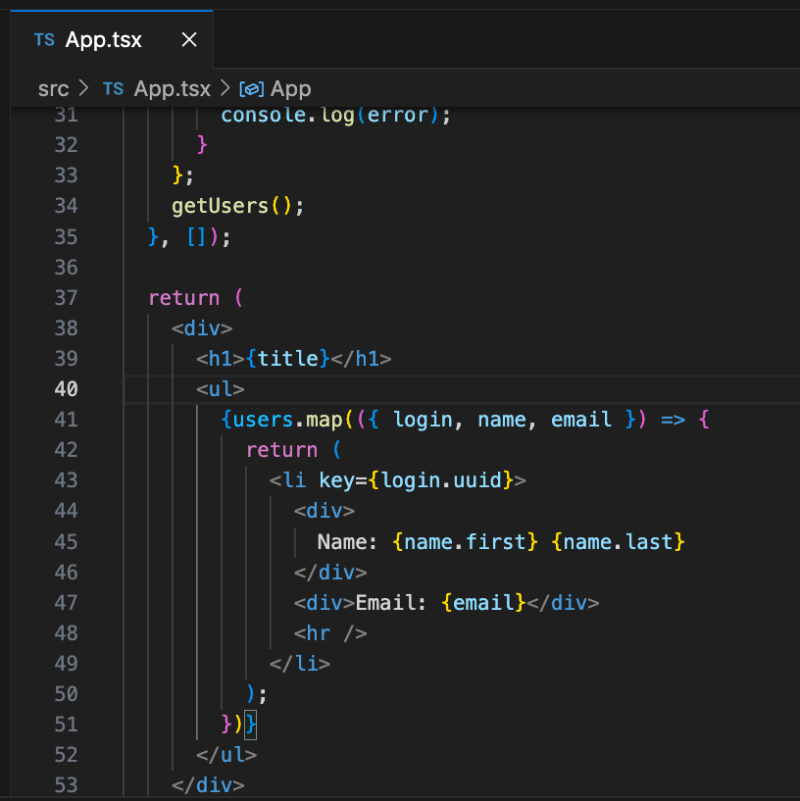 TS App.tsx ×
src > TS App.tsx > App
31 console.log(error);
32 }
33 };
34 getUsers();
35 }, []);
36
37 return (
38 <div>
39 <h1>{title}</h1>
40 <ul>
41 {users.map(({ login, name, email }) => {
42 return (
43 <li key={login.uuid}>
44 <div>
45 Name: {name.first} {name.last}
46 </div>
47 <div>Email: {email}</div>
48 <hr />
49 </li>
50 );
51 })}
52 </ul>
53 </div>